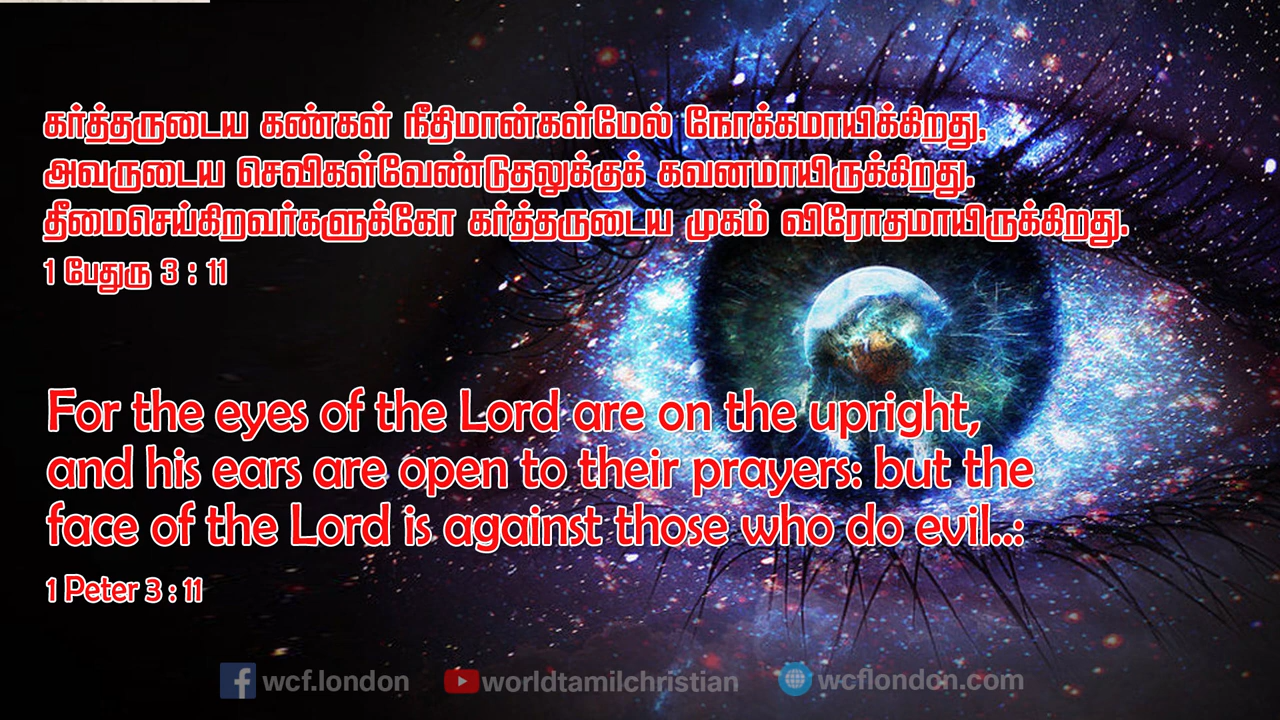 கர்த்தருடைய கண்கள் நீதிமான்கள்மேல் நோக்கமாயிக்கிறது,
அவருடைய செவிகள்வேண்டுதலுக்குக் கவனமாயிருக்கிறது.
தீமைசெய்கிறவர்களுக்கோ கர்த்தருடைய முகம் விரோதமாயிருக்கிறது.
1 பேதுரு 3 : 11
For the eyes of the Lord are on the upright,
and his ears are open to their prayers: but the
face of the Lord is against those who do evil..:
1 Peter 3 : 11
wcf.london worldtamilchristian wcflondon.com